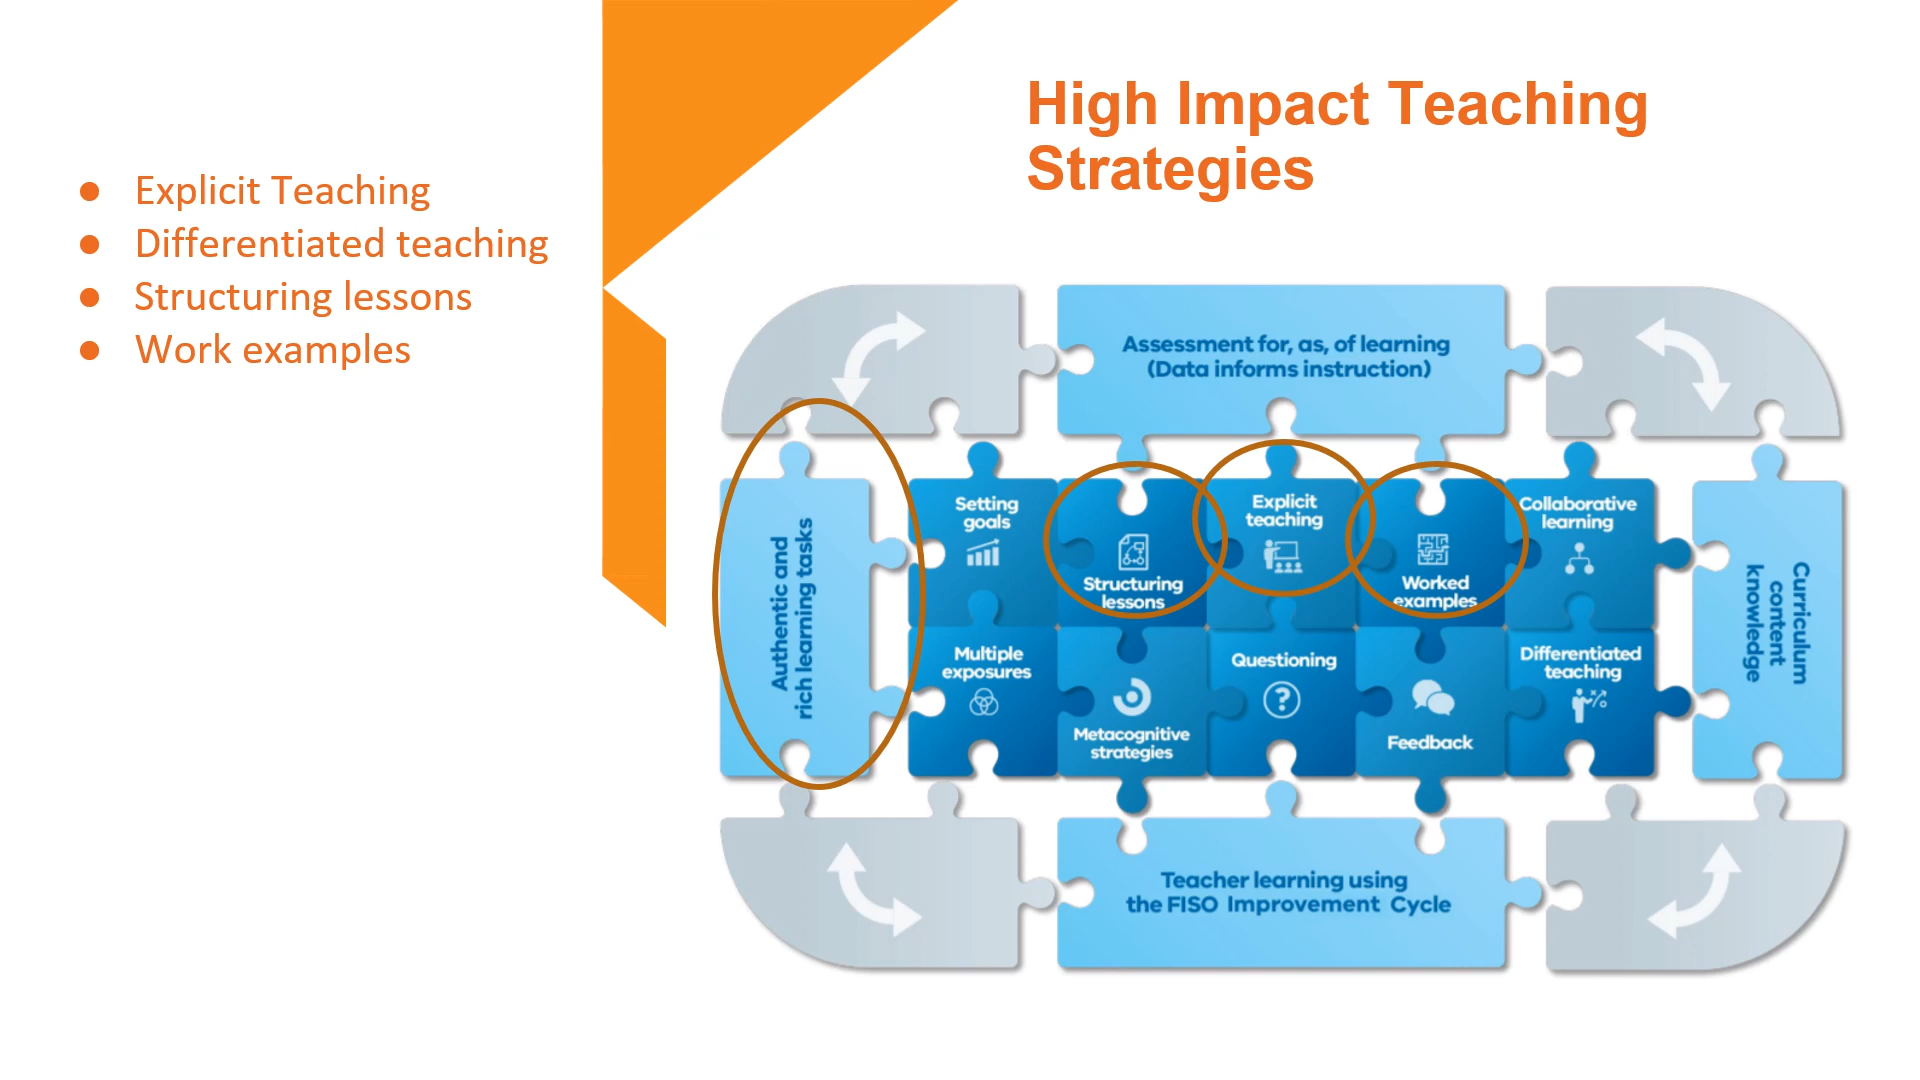 High Impact Teaching
Strategies
● Explicit Teaching
● Differentiated teaching
● Structuring lessons
● Work examples
Assessment for, as, of learning
(Data informs instruction)
Authentic and
rich learning tasks
Setting
goals
Structuring
lessons
Explicit
teaching
Worked
examples
Collaborative
learning
Multiple
exposures
Metacognitive
strategies
Questioning
?
Feedback
Differentiated
teaching
Curriculum
content
knowledge
Teacher learning using
the FISO Improvement Cycle